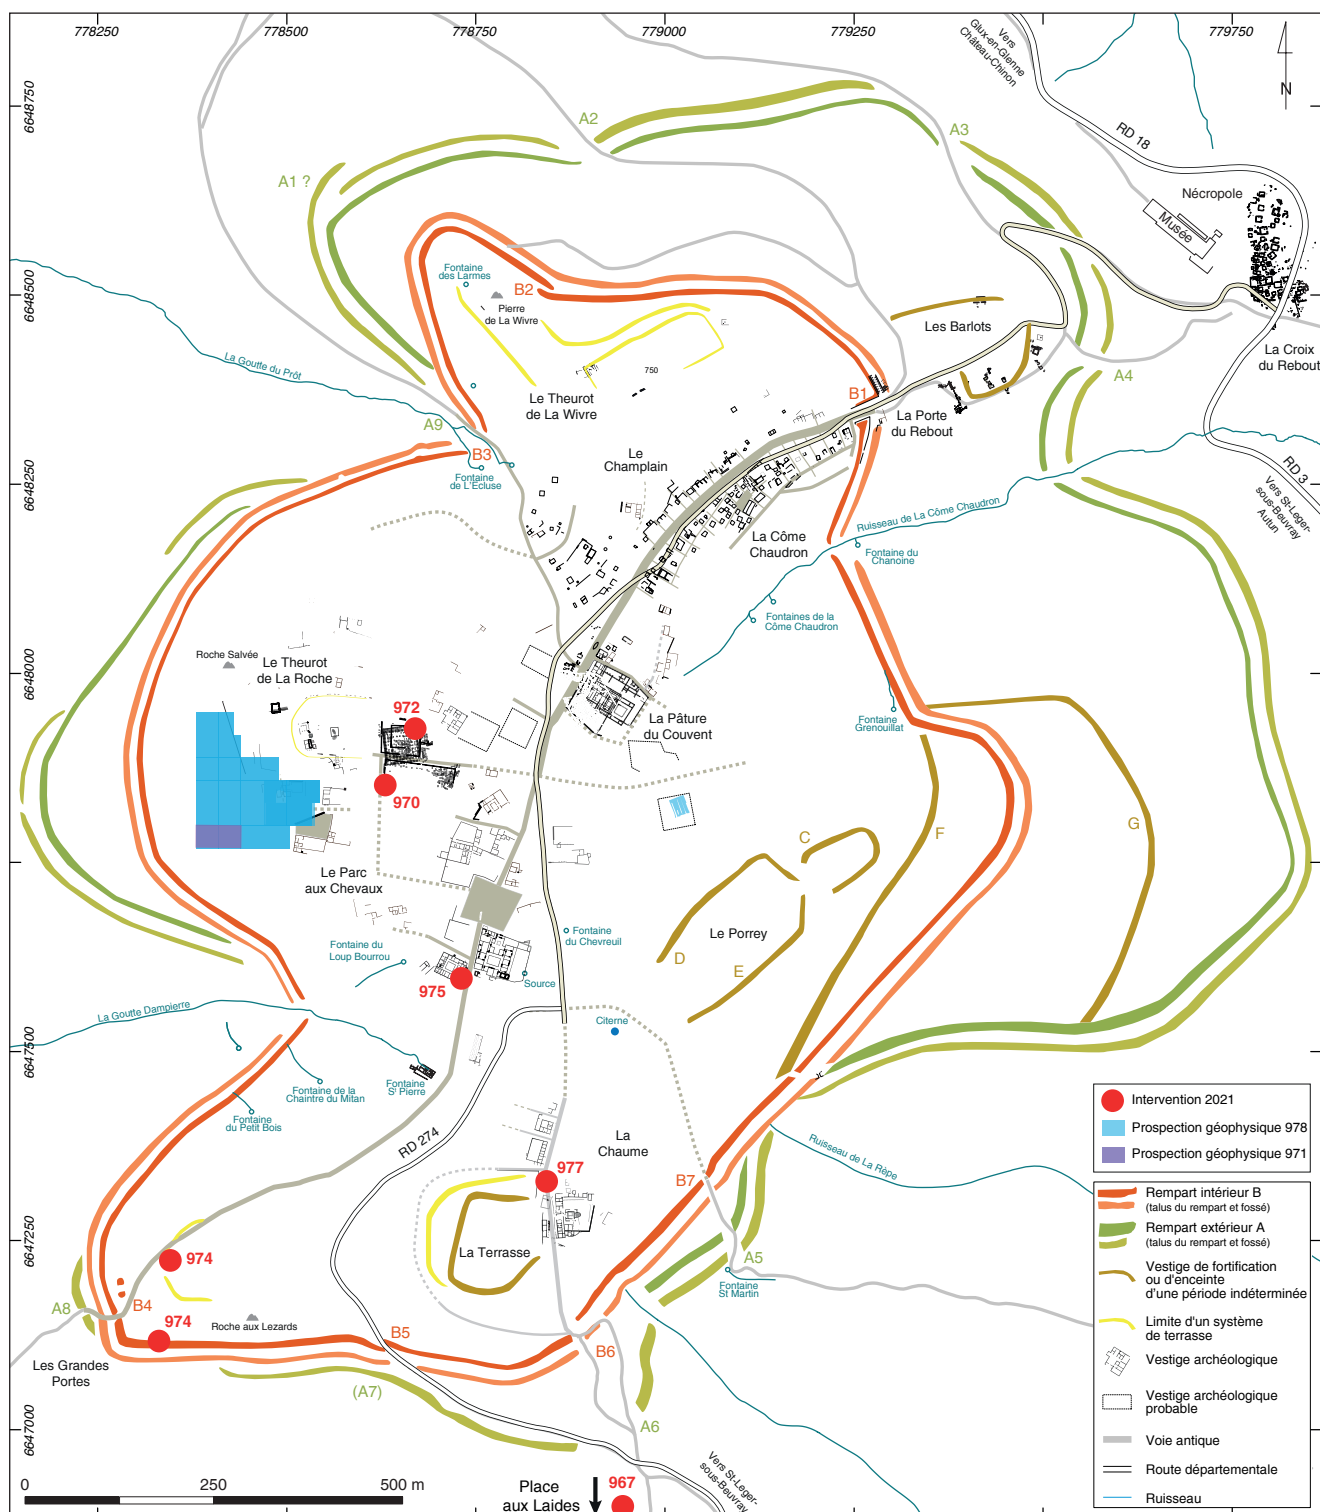 778250
778500
778750
779000
779250
779750
6648750
6648500
6648250
6648000
6647500
6647250
6647000
N
Vers
Glux-en-Glenne
Château-Chinon
RD 18
Nécropole
Musée
La Croix
du Rebout
RD 3
Vers St-Leger-
sous-Beuvray
Autun
A1 ?
A2
A3
A4
A9
B1
B2
B3
Fontaine
des Larmes
Pierre
de La Wivre
Le Theurot
de La Wivre
750
Les Barlots
La Porte
du Rebout
La Goutte du Prôt
Fontaine
de L'Ecluse
Le
Champlain
La Côme
Chaudron
Ruisseau de La Côme Chaudron
Fontaine du
Chanoine
Fontaines de la
Côme Chaudron
Roche Salvée
Le Theurot
de La Roche
972
970
La Pâture
du Couvent
Fontaine
Grenouillat
C
D
E
F
G
Le Porrey
Le Parc
aux Chevaux
Fontaine du
Loup Bourrou
Fontaine
du Chevreuil
975
Source
Citerne
La Goutte Dampierre
Fontaine de la
Chaintre du Mitan
Fontaine
du Petit Bois
Fontaine
St Pierre
RD 274
La
Chaume
977
La Terrasse
B7
Ruisseau de La Rêpe
A5
Fontaine
St Martin
974
974
A8
B4
Roche aux Lezards
B5
B6
Les Grandes
Portes
(A7)
A6
Vers St-Leger-
sous-Beuvray
0
250
500 m
Place
aux Laides
967
Intervention 2021
Prospection géophysique 978
Prospection géophysique 971
Rempart intérieur B
(talus du rempart et fossé)
Rempart extérieur A
(talus du rempart et fossé)
Vestige de fortification
ou d'enceinte
d'une période indéterminée
Limite d'un système
de terrasse
Vestige archéologique
Vestige archéologique
probable
Voie antique
Route départementale
Ruisseau